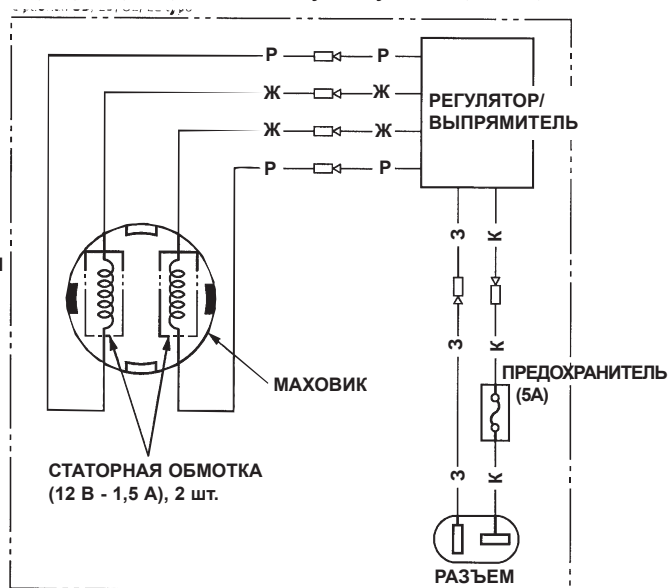 Р Р
Ж Ж
Ж Ж
Р Р
РЕГУЛЯТОР/
ВЫПРЯМИТЕЛЬ
З К
З К
ПРЕДОХРАНИТЕЛЬ
(5А)
МАХОВИК
СТАТОРНАЯ ОБМОТКА
(12 В - 1,5 А), 2 шт.
З К
РАЗЪЕМ